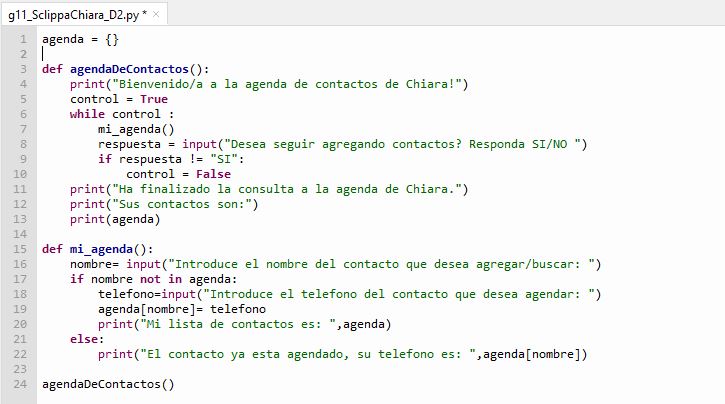 g11_SclippaChiara_D2.py * ×
1 agenda = {}
2
3 def agendaDeContactos():
4     print("Bienvenido/a a la agenda de contactos de Chiara!")
5     control = True
6     while control :
7         mi_agenda()
8         respuesta = input("Desea seguir agregando contactos? Responda SI/NO ")
9         if respuesta != "SI":
10             control = False
11     print("Ha finalizado la consulta a la agenda de Chiara.")
12     print("Sus contactos son:")
13     print(agenda)
14
15 def mi_agenda():
16     nombre= input("Introduce el nombre del contacto que desea agregar/buscar: ")
17     if nombre not in agenda:
18         telefono=input("Introduce el telefono del contacto que desea agendar: ")
19         agenda[nombre]= telefono
20         print("Mi lista de contactos es: ",agenda)
21     else:
22         print("El contacto ya esta agendado, su telefono es: ",agenda[nombre])
23
24 agendaDeContactos()